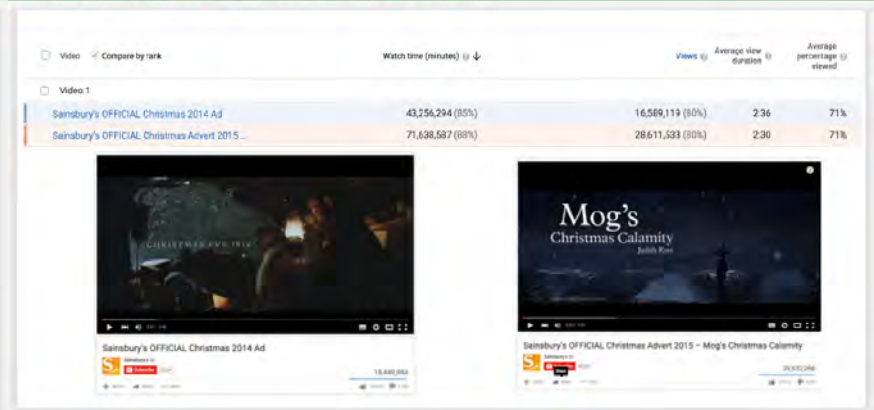 Video Compare by rank Watch time (minutes) Views Average view duration Average percentage viewed
Video 1
Sainsbury's OFFICIAL Christmas 2014 Ad 43,256,294 (85%) 16,589,119 (80%) 2:36 71%
Sainsbury's OFFICIAL Christmas Advert 2015 ... 71,638,587 (88%) 28,611,533 (80%) 2:30 71%
CHRISTMAS EVE 1914
Mog's
Christmas Calamity
Judith Kerr
Sainsbury's OFFICIAL Christmas 2014 Ad
Sainsbury's
Subscribe
Sainsbury's OFFICIAL Christmas Advert 2015 – Mog's Christmas Calamity
Sainsbury's
Share